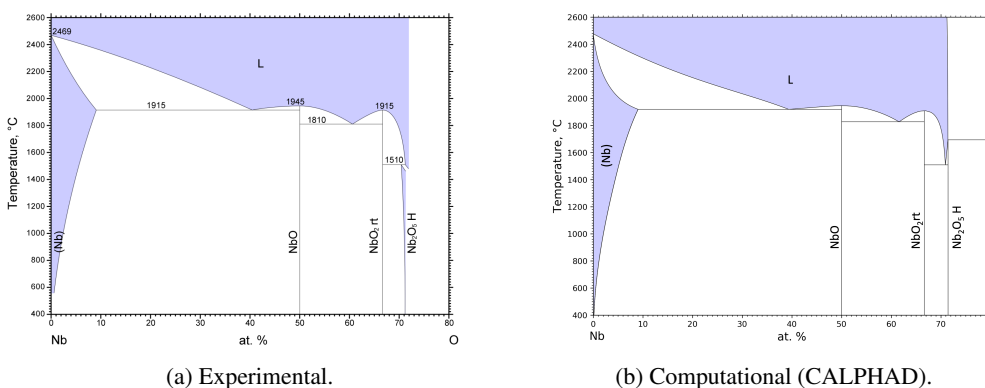 2600
2400
2200
2000
1800
1600
1400
1200
1000
800
600
400
Temperature, °C
2469
L
1915
1945
1915
1810
1510
(Nb)
NbO
NbO₂ rt
Nb₂O₅ H
0 10 20 30 40 50 60 70 80
Nb at. % O
(a) Experimental.
2600
2400
2200
2000
1800
1600
1400
1200
1000
800
600
400
Temperature, °C
L
(Nb)
NbO
NbO₂rt
Nb₂O₅ H
0 10 20 30 40 50 60 70
Nb at. %
(b) Computational (CALPHAD).